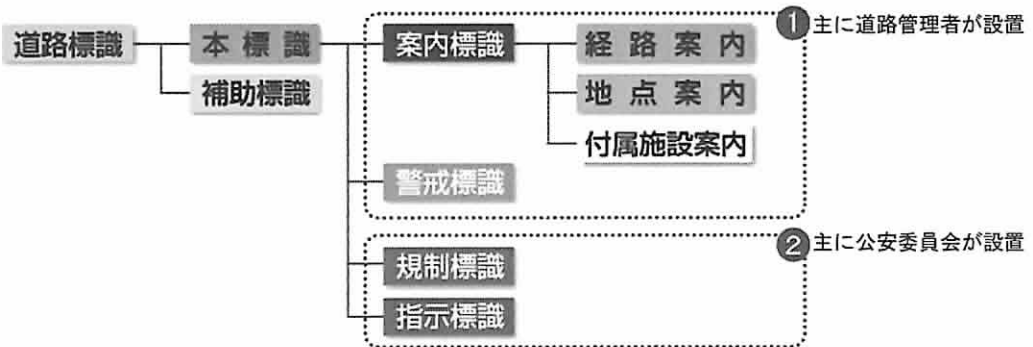 ❶主に道路管理者が設置
道路標識
本標識
案内標識
経路案内
補助標識
地点案内
付属施設案内
警戒標識
❷主に公安委員会が設置
規制標識
指示標識